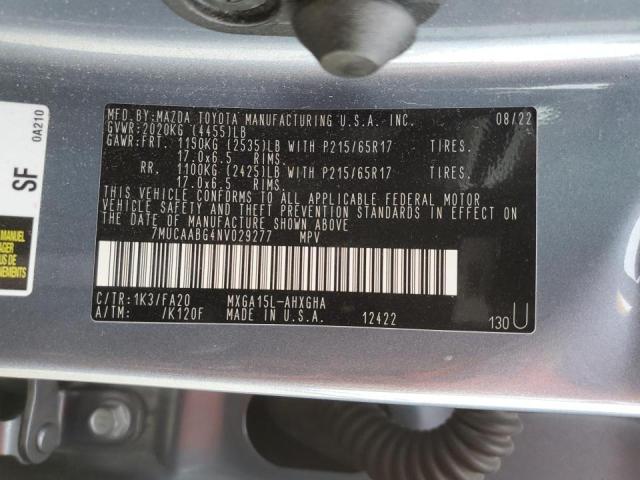 MFD.BY:MAZDA TOYOTA MANUFACTURING U.S.A. INC. 08/22
GVWR:2020KG (4455)LB
GAWR:FRT. 1150KG (2535)LB WITH P215/65R17 TIRES.
17.0x6.5 RIMS.
RR. 1100KG (2425)LB WITH P215/65R17 TIRES.
17.0x6.5 RIMS.
THIS VEHICLE CONFORMS TO ALL APPLICABLE FEDERAL MOTOR
VEHICLE SAFETY AND THEFT PREVENTION STANDARDS IN EFFECT ON
THE DATE OF MANUFACTURE SHOWN ABOVE.
7MUCAABG4NV029277 MPV
C/TR:1K3/FA20 MXGA15L-AHXGHA
A/TM: /K120F 12422 130U
0A210
SF
Manual